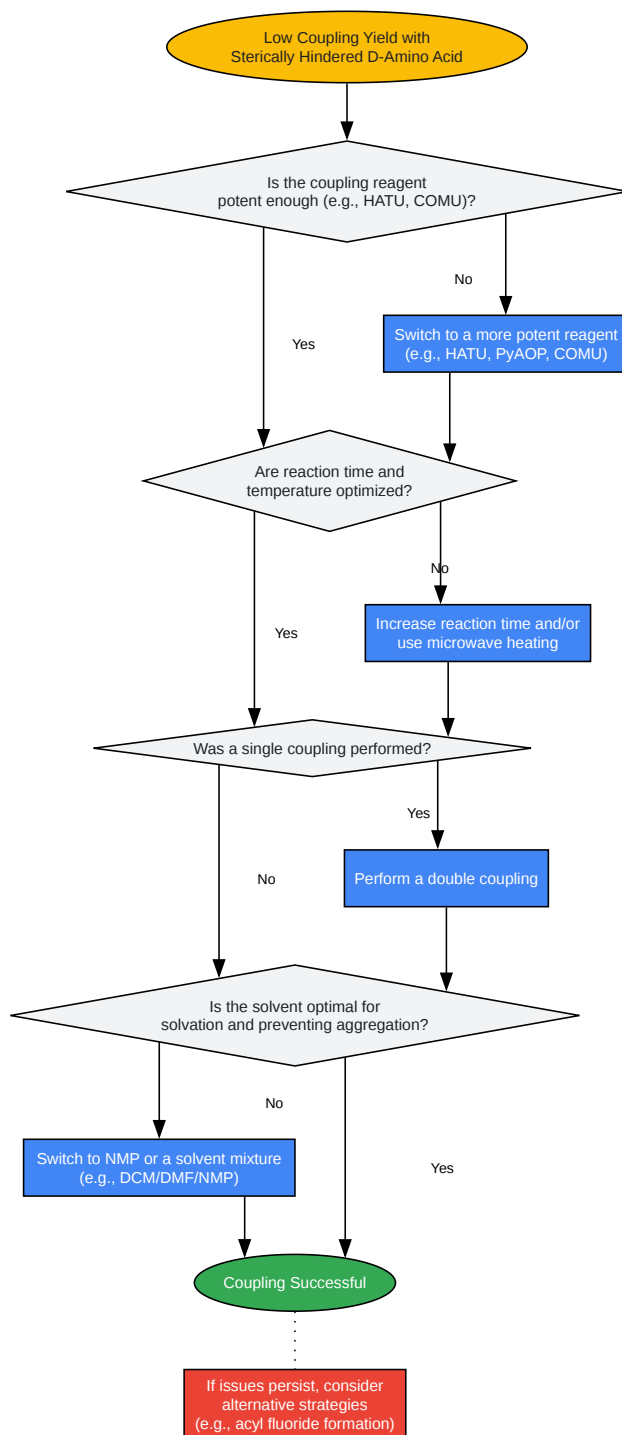 Low Coupling Yield with
Sterically Hindered D-Amino Acid
Is the coupling reagent
potent enough (e.g., HATU, COMU)?
No
Yes
Switch to a more potent reagent
(e.g., HATU, PyAOP, COMU)
Are reaction time and
temperature optimized?
No
Yes
Increase reaction time and/or
use microwave heating
Was a single coupling performed?
Yes
No
Perform a double coupling
Is the solvent optimal for
solvation and preventing aggregation?
No
Yes
Switch to NMP or a solvent mixture
(e.g., DCM/DMF/NMP)
Coupling Successful
If issues persist, consider
alternative strategies
(e.g., acyl fluoride formation)